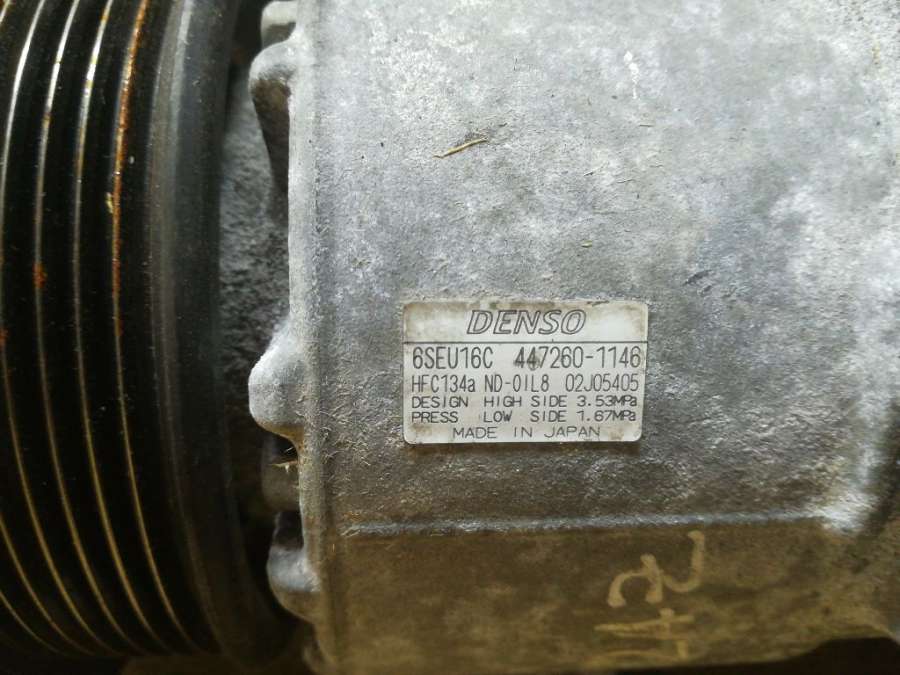 DENSO
6SEU16C 447260-1146
HFC134a ND-OIL8 02J05405
DESIGN HIGH SIDE 3.53MPa
PRESS LOW SIDE 1.67MPa
MADE IN JAPAN